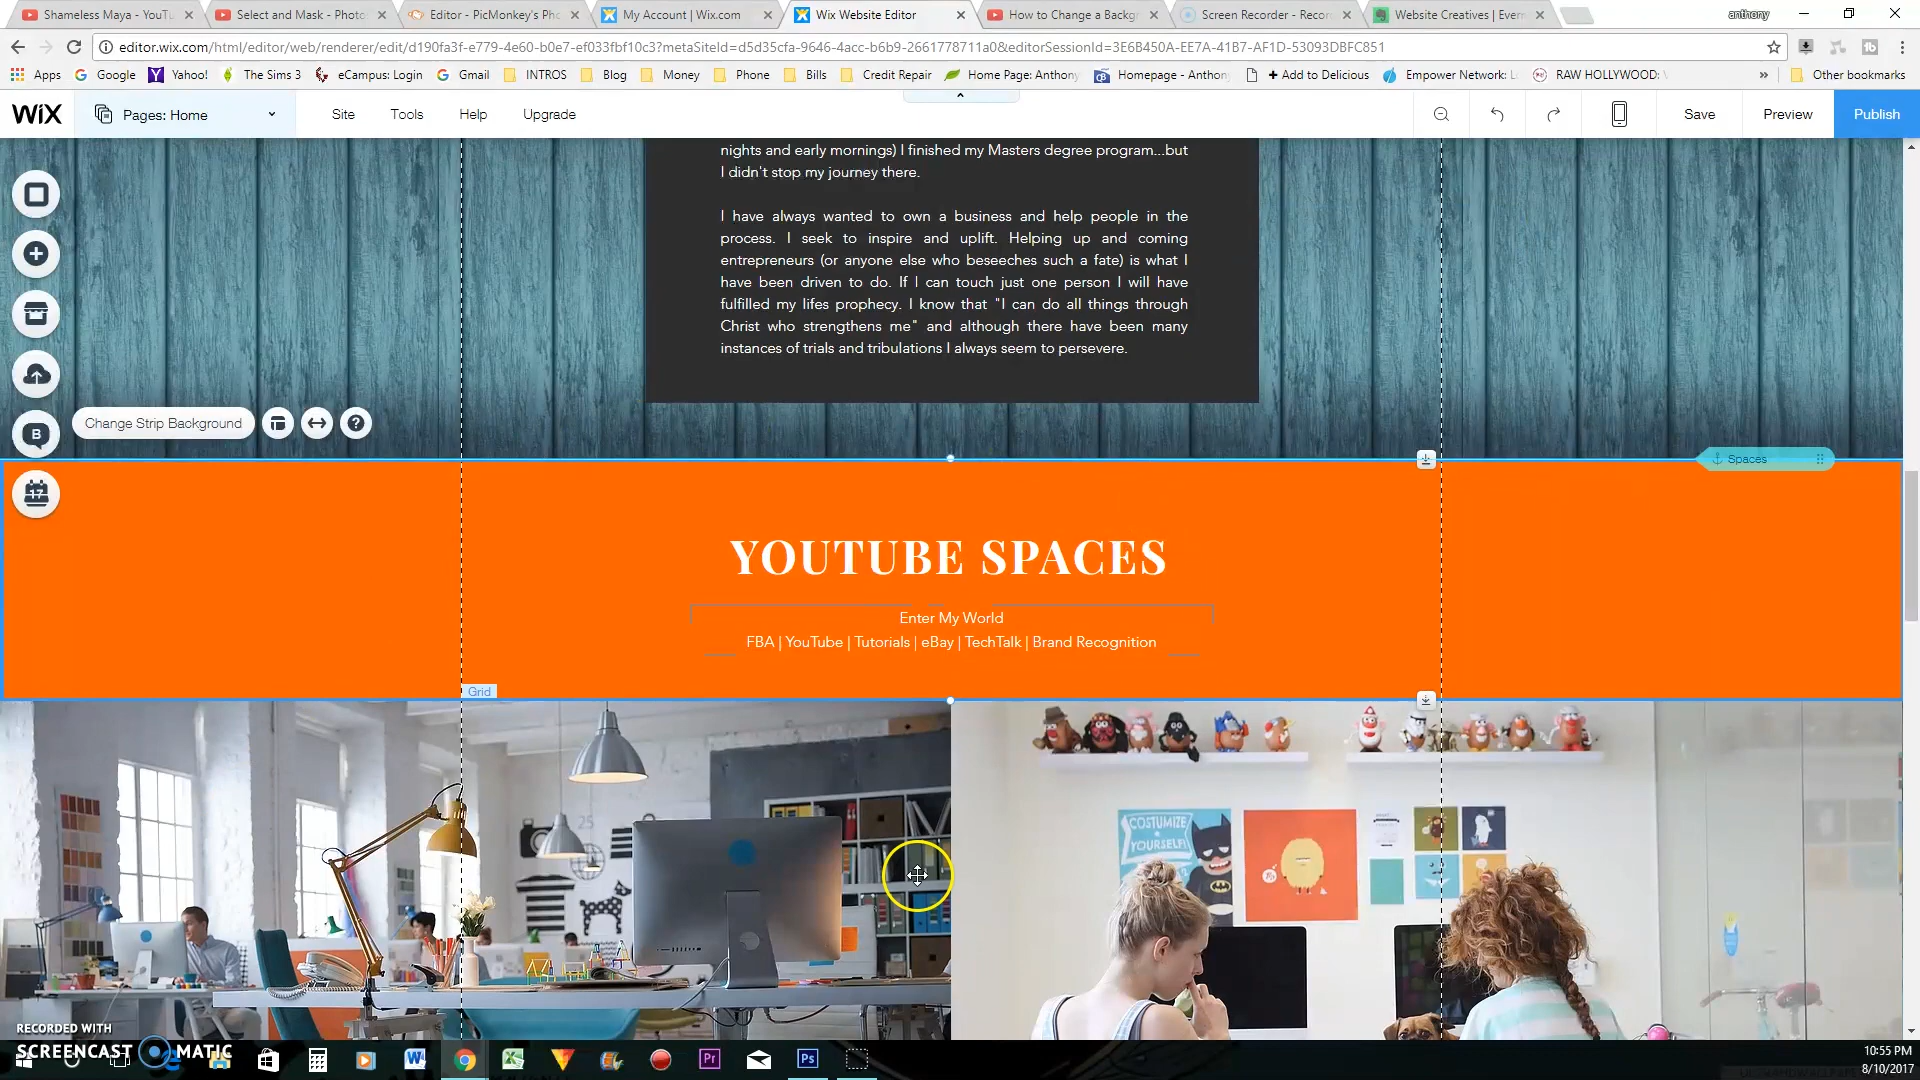 Shameless Maya - YouTu
Select and Mask - Photo
Editor - PicMonkey's Pho
My Account | Wix.com
Wix Website Editor
How to Change a Backg
Screen Recorder - Recor
Website Creatives | Ever
anthony
editor.wix.com/html/editor/web/renderer/edit/d190fa3f-e779-4e60-b0e7-ef033fbf10c3?metaSiteId=d5d35cfa-9646-4acc-b6b9-2661778711a0&editorSessionId=3E6B450A-EE7A-41B7-AF1D-53093DBFC851
Apps
Google
Yahoo!
The Sims 3
eCampus: Login
Gmail
INTROS
Blog
Money
Phone
Bills
Credit Repair
Home Page: Anthony
Homepage - Anthon
+ Add to Delicious
Empower Network: L
RAW HOLLYWOOD:
Other bookmarks
WiX
Pages: Home
Site
Tools
Help
Upgrade
Save
Preview
Publish
nights and early mornings) I finished my Masters degree program...but
I didn't stop my journey there.
I have always wanted to own a business and help people in the
process. I seek to inspire and uplift. Helping up and coming
entrepreneurs (or anyone else who beseeches such a fate) is what I
have been driven to do. If I can touch just one person I will have
fulfilled my lifes prophecy. I know that "I can do all things through
Christ who strengthens me" and although there have been many
instances of trials and tribulations I always seem to persevere.
Change Strip Background
?
B
Spaces
17
YOUTUBE SPACES
Enter My World
FBA | YouTube | Tutorials | eBay | TechTalk | Brand Recognition
Grid
25
COSTUMIZE
YOURSELF!
RECORDED WITH
SCREENCAST MATIC
Pr
Ps
10:55 PM
8/10/2017